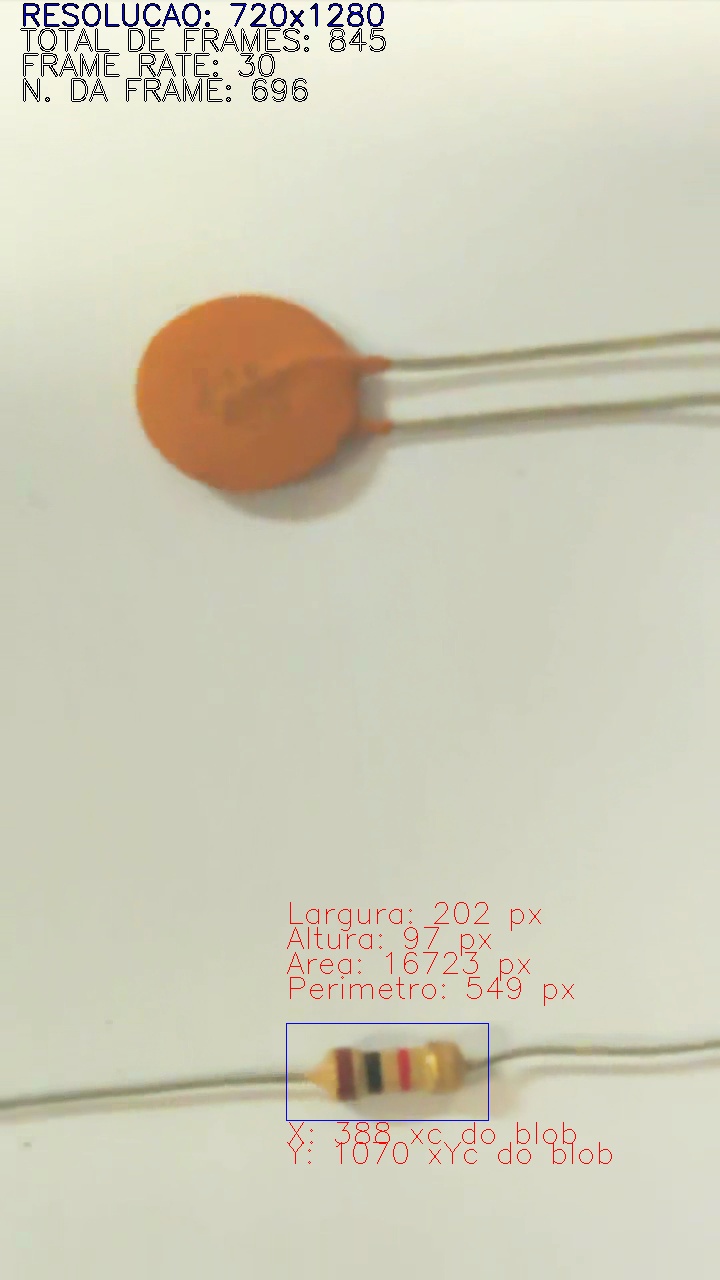 RESOLUCAO: 720x1280
TOTAL DE FRAMES: 845
FRAME RATE: 30
N. DA FRAME: 696
Largura: 202 px
Altura: 97 px
Area: 16723 px
Perimetro: 549 px
X: 388 xc do blob
Y: 1070 xYc do blob